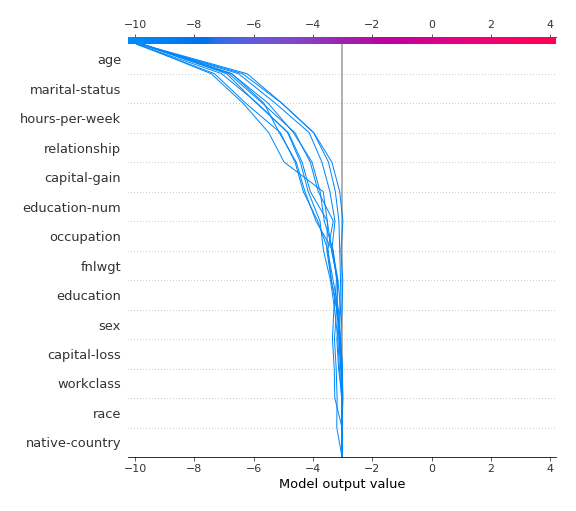 −10 −8 −6 −4 −2 0 2 4
age
marital-status
hours-per-week
relationship
capital-gain
education-num
occupation
fnlwgt
education
sex
capital-loss
workclass
race
native-country
−10 −8 −6 −4 −2 0 2 4
Model output value